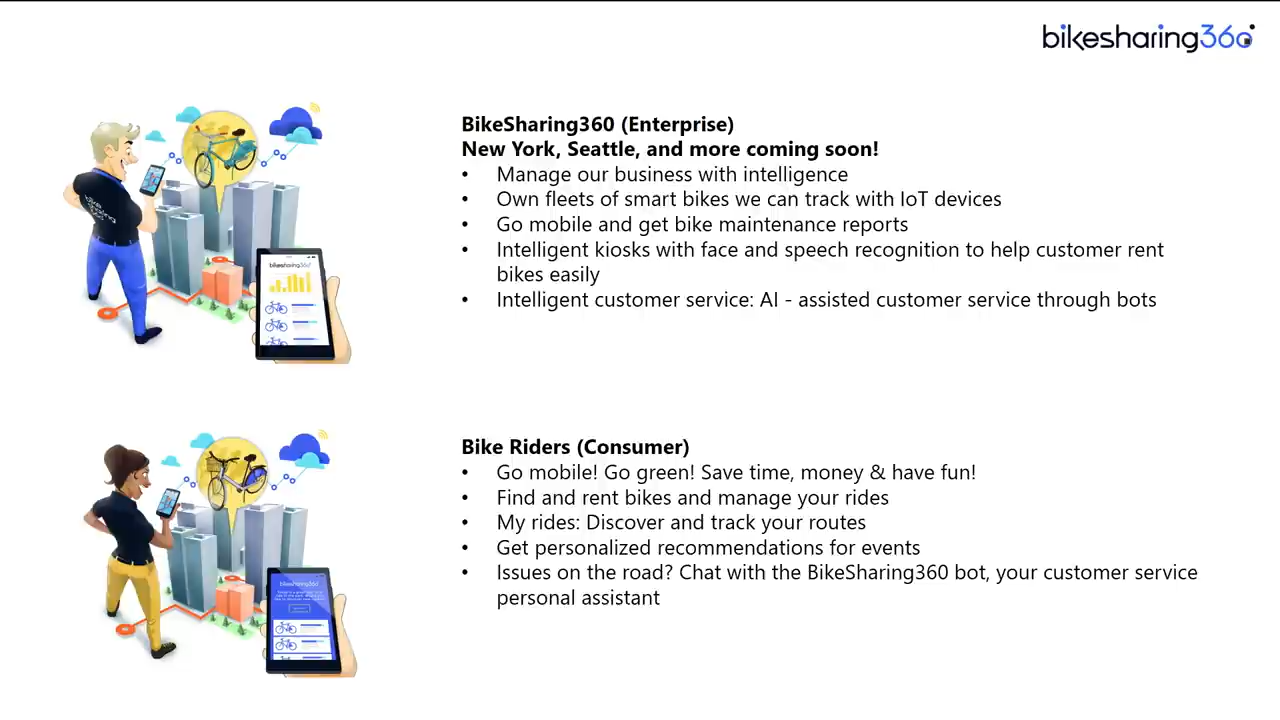 bikesharing360
BikeSharing360 (Enterprise)
New York, Seattle, and more coming soon!
• Manage our business with intelligence
• Own fleets of smart bikes we can track with IoT devices
• Go mobile and get bike maintenance reports
• Intelligent kiosks with face and speech recognition to help customer rent
bikes easily
• Intelligent customer service: AI - assisted customer service through bots
bikesharing360
Bike Riders (Consumer)
• Go mobile! Go green! Save time, money & have fun!
• Find and rent bikes and manage your rides
• My rides: Discover and track your routes
• Get personalized recommendations for events
• Issues on the road? Chat with the BikeSharing360 bot, your customer service
personal assistant
bikesharing360